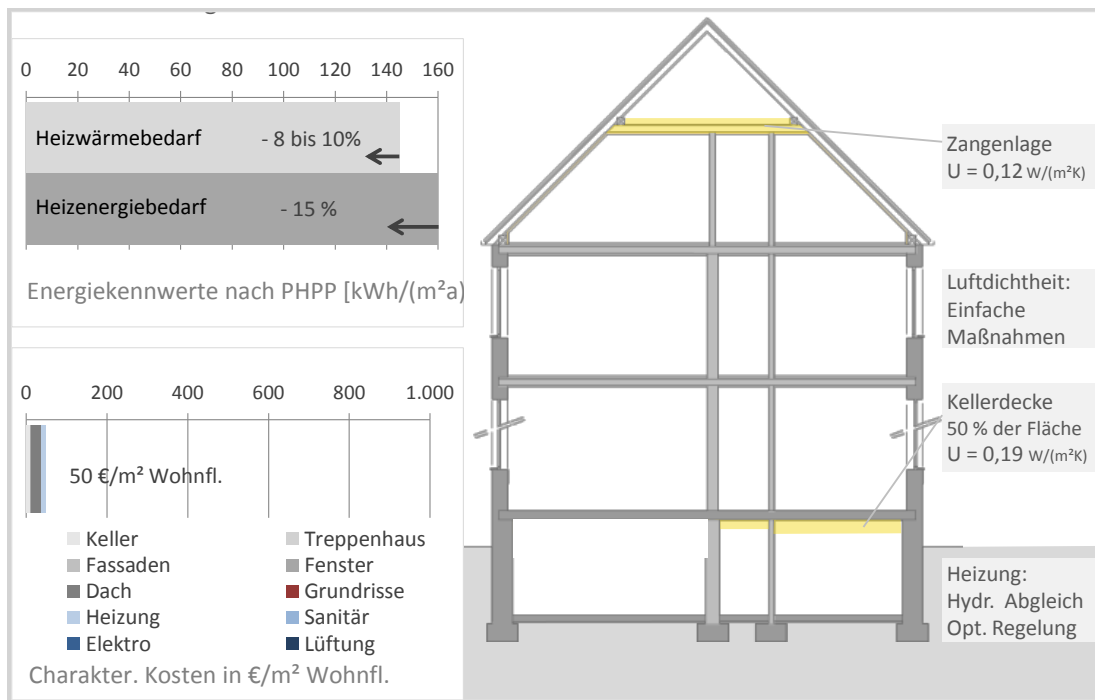 0 20 40 60 80 100 120 140 160
Heizwärmebedarf - 8 bis 10%
Heizenergiebedarf - 15 %
Energiekennwerte nach PHPP [kWh/(m²a)
0 200 400 600 800 1.000
50 €/m² Wohnfl.
Keller Treppenhaus
Fassaden Fenster
Dach Grundrisse
Heizung Sanitär
Elektro Lüftung
Charakter. Kosten in €/m² Wohnfl.
Zangenlage
U = 0,12 W/(m²K)
Luftdichtheit:
Einfache
Maßnahmen
Kellerdecke
50 % der Fläche
U = 0,19 W/(m²K)
Heizung:
Hydr. Abgleich
Opt. Regelung